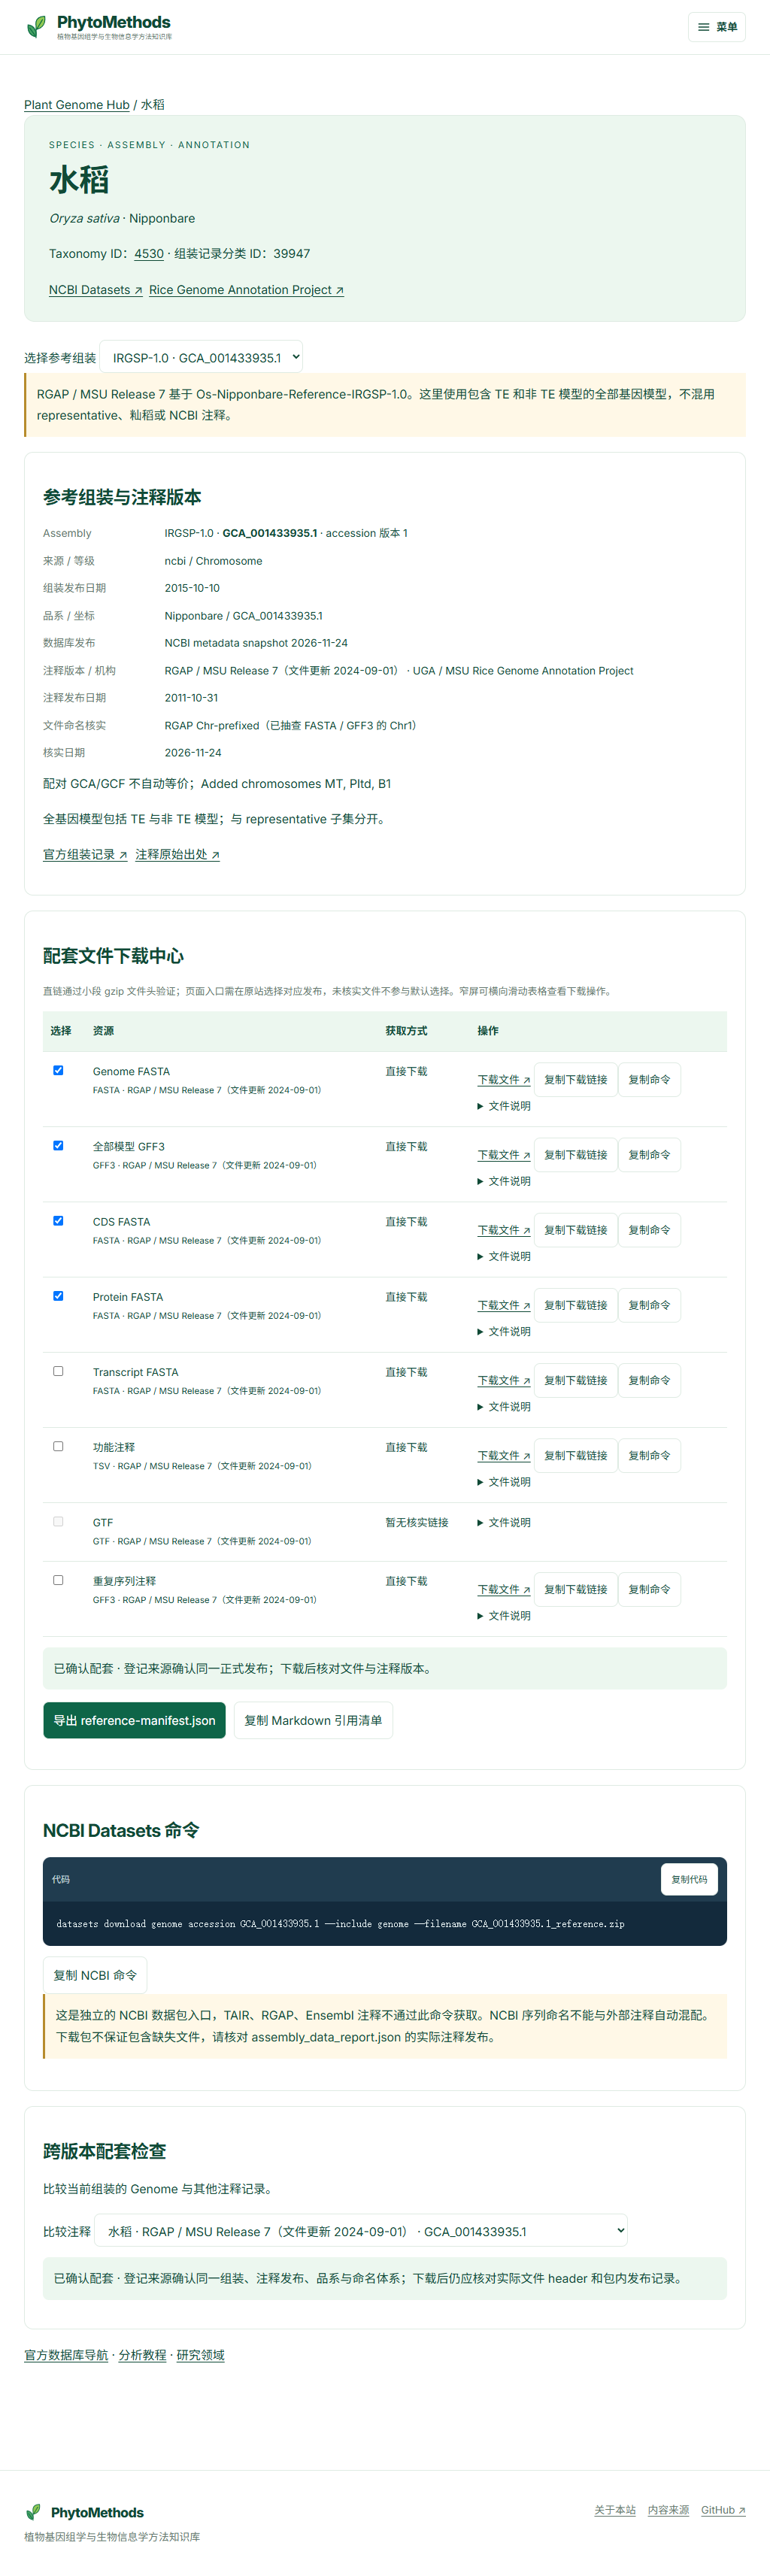 PhytoMethods
植物基因组学与生物信息学方法知识库
菜单
Plant Genome Hub / 水稻
SPECIES · ASSEMBLY · ANNOTATION
水稻
Oryza sativa · Nipponbare
Taxonomy ID：4530 · 组装记录分类 ID：39947
NCBI Datasets ↗ Rice Genome Annotation Project ↗
选择参考组装 IRGSP-1.0 · GCA_001433935.1
RGAP / MSU Release 7 基于 Os-Nipponbare-Reference-IRGSP-1.0。这里使用包含 TE 和非 TE 模型的全部基因模型，不混用
representative、籼稻或 NCBI 注释。
参考组装与注释版本
Assembly IRGSP-1.0 · GCA_001433935.1 · accession 版本 1
来源 / 等级 ncbi / Chromosome
组装发布日期 2015-10-10
品系 / 坐标 Nipponbare / GCA_001433935.1
数据库发布 NCBI metadata snapshot 2026-11-24
注释版本 / 机构 RGAP / MSU Release 7（文件更新 2024-09-01） · UGA / MSU Rice Genome Annotation Project
注释发布日期 2011-10-31
文件命名核实 RGAP Chr-prefixed（已抽查 FASTA / GFF3 的 Chr1）
核实日期 2026-11-24
配对 GCA/GCF 不自动等价；Added chromosomes MT, Pltd, B1
全基因模型包括 TE 与非 TE 模型；与 representative 子集分开。
官方组装记录 ↗ 注释原始出处 ↗
配套文件下载中心
直链通过小段 gzip 文件头验证；页面入口需在原站选择对应发布，未核实文件不参与默认选择。窄屏可横向滑动表格查看下载操作。
选择 资源 获取方式 操作
Genome FASTA 直接下载 下载文件 ↗ 复制下载链接 复制命令
FASTA · RGAP / MSU Release 7（文件更新 2024-09-01） ▶ 文件说明
全部模型 GFF3 直接下载 下载文件 ↗ 复制下载链接 复制命令
GFF3 · RGAP / MSU Release 7（文件更新 2024-09-01） ▶ 文件说明
CDS FASTA 直接下载 下载文件 ↗ 复制下载链接 复制命令
FASTA · RGAP / MSU Release 7（文件更新 2024-09-01） ▶ 文件说明
Protein FASTA 直接下载 下载文件 ↗ 复制下载链接 复制命令
FASTA · RGAP / MSU Release 7（文件更新 2024-09-01） ▶ 文件说明
Transcript FASTA 直接下载 下载文件 ↗ 复制下载链接 复制命令
FASTA · RGAP / MSU Release 7（文件更新 2024-09-01） ▶ 文件说明
功能注释 直接下载 下载文件 ↗ 复制下载链接 复制命令
TSV · RGAP / MSU Release 7（文件更新 2024-09-01） ▶ 文件说明
GTF 暂无核实链接 ▶ 文件说明
GTF · RGAP / MSU Release 7（文件更新 2024-09-01）
重复序列注释 直接下载 下载文件 ↗ 复制下载链接 复制命令
GFF3 · RGAP / MSU Release 7（文件更新 2024-09-01） ▶ 文件说明
已确认配套 · 登记来源确认同一正式发布；下载后核对文件与注释版本。
导出 reference-manifest.json 复制 Markdown 引用清单
NCBI Datasets 命令
代码 复制代码
datasets download genome accession GCA_001433935.1 --include genome --filename GCA_001433935.1_reference.zip
复制 NCBI 命令
这是独立的 NCBI 数据包入口，TAIR、RGAP、Ensembl 注释不通过此命令获取。NCBI 序列命名不能与外部注释自动混配。
下载包不保证包含缺失文件，请核对 assembly_data_report.json 的实际注释发布。
跨版本配套检查
比较当前组装的 Genome 与其他注释记录。
比较注释 水稻 · RGAP / MSU Release 7（文件更新 2024-09-01） · GCA_001433935.1
已确认配套 · 登记来源确认同一组装、注释发布、品系与命名体系；下载后仍应核对实际文件 header 和包内发布记录。
官方数据库导航 · 分析教程 · 研究领域
PhytoMethods
植物基因组学与生物信息学方法知识库
关于本站 内容来源 GitHub ↗